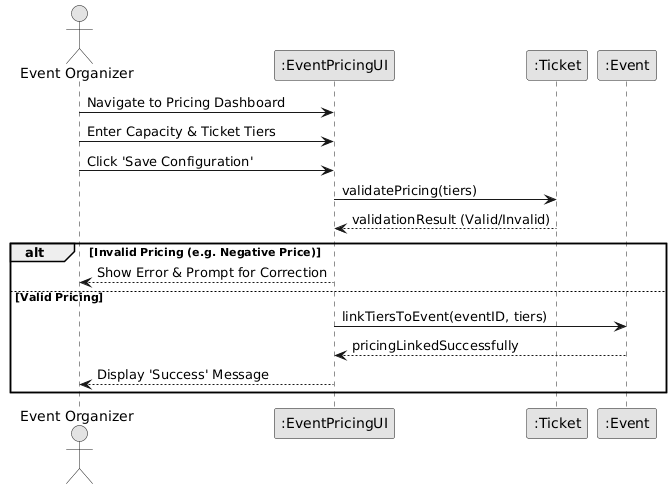 Event Organizer
:EventPricingUI
:Ticket
:Event
Navigate to Pricing Dashboard
Enter Capacity & Ticket Tiers
Click 'Save Configuration'
validatePricing(tiers)
validationResult (Valid/Invalid)
alt
[Invalid Pricing (e.g. Negative Price)]
Show Error & Prompt for Correction
[Valid Pricing]
linkTiersToEvent(eventID, tiers)
pricingLinkedSuccessfully
Display 'Success' Message
Event Organizer
:EventPricingUI
:Ticket
:Event